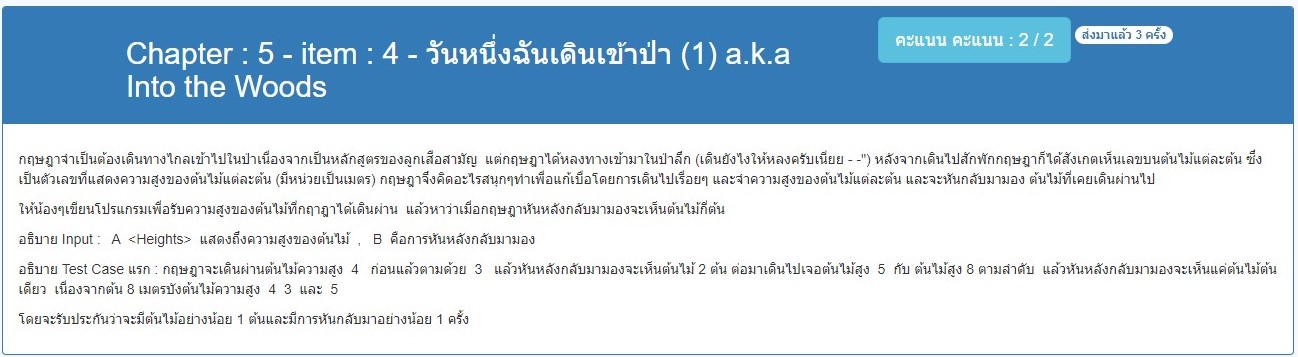 Chapter : 5 - item : 4 - วันหนึ่งฉันเดินเข้าป่า (1) a.k.a
Into the Woods
คะแนน คะแนน : 2 / 2
ส่งมาแล้ว 3 ครั้ง
กฤษฎาจำเป็นต้องเดินทางไกลเข้าไปในป่าเนื่องจากเป็นหลักสูตรของลูกเสือสามัญ แต่กฤษฎาได้หลงทางเข้ามาในป่าลึก (เดินยังไงให้หลงครับเนี่ยย - -") หลังจากเดินไปสักพักกฤษฎาก็ได้สังเกตเห็นเลขบนต้นไม้แต่ละต้น ซึ่ง
เป็นตัวเลขที่แสดงความสูงของต้นไม้แต่ละต้น (มีหน่วยเป็นเมตร) กฤษฎาจึงคิดอะไรสนุกๆทำเพื่อแก้เบื่อโดยการเดินไปเรื่อยๆ และจำความสูงของต้นไม้แต่ละต้น และจะหันกลับมามอง ต้นไม้ที่เคยเดินผ่านไป
ให้น้องๆเขียนโปรแกรมเพื่อรับความสูงของต้นไม้ที่กฤาฎาได้เดินผ่าน แล้วหาว่าเมื่อกฤษฎาหันหลังกลับมามองจะเห็นต้นไม้กี่ต้น
อธิบาย Input : A <Heights> แสดงถึงความสูงของต้นไม้ , B คือการหันหลังกลับมามอง
อธิบาย Test Case แรก : กฤษฎาจะเดินผ่านต้นไม้ความสูง 4 ก่อนแล้วตามด้วย 3 แล้วหันหลังกลับมามองจะเห็นต้นไม้ 2 ต้น ต่อมาเดินไปเจอต้นไม้สูง 5 กับ ต้นไม้สูง 8 ตามลำดับ แล้วหันหลังกลับมามองจะเห็นแค่ต้นไม้ต้น
เดียว เนื่องจากต้น 8 เมตรบังต้นไม้ความสูง 4 3 และ 5
โดยจะรับประกันว่าจะมีต้นไม้อย่างน้อย 1 ต้นและมีการหันกลับมาอย่างน้อย 1 ครั้ง